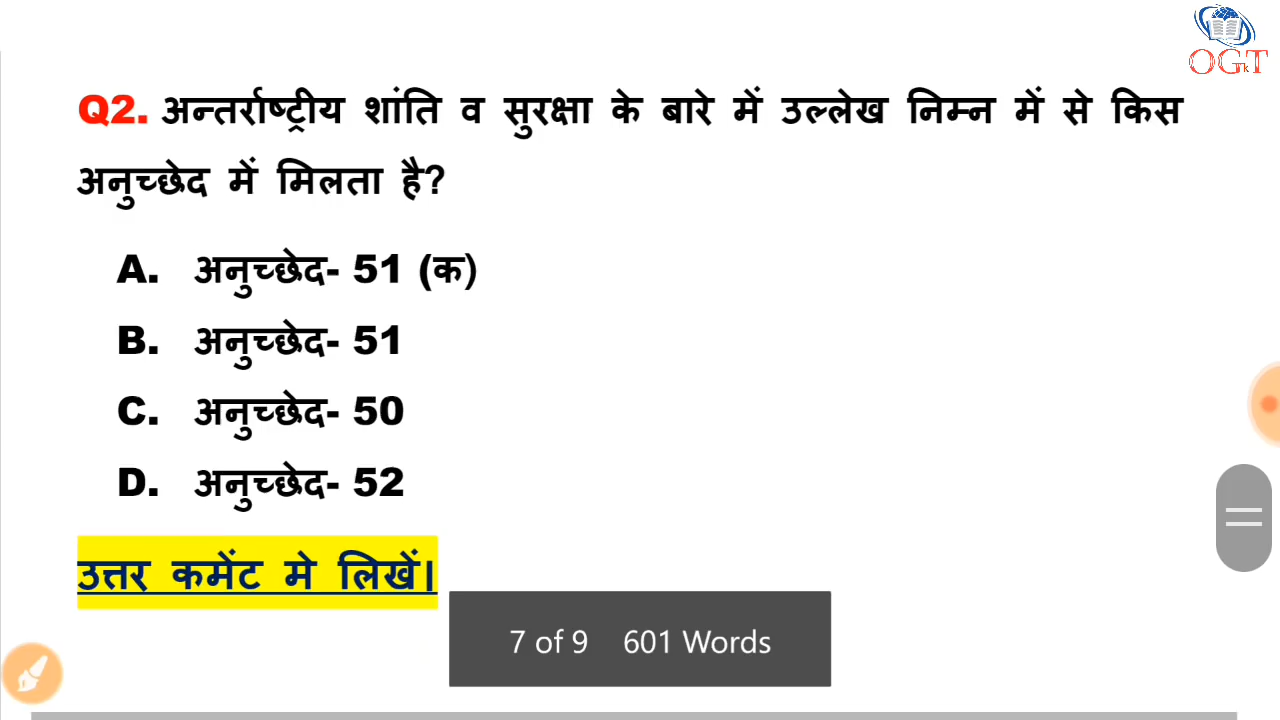 OGT
Tk
Q2. अन्तर्राष्ट्रीय शांति व सुरक्षा के बारे में उल्लेख निम्न में से किस
अनुच्छेद में मिलता है?
A. अनुच्छेद- 51 (क)
B. अनुच्छेद- 51
C. अनुच्छेद- 50
D. अनुच्छेद- 52
उत्तर कमेंट मे लिखें।
7 of 9 601 Words